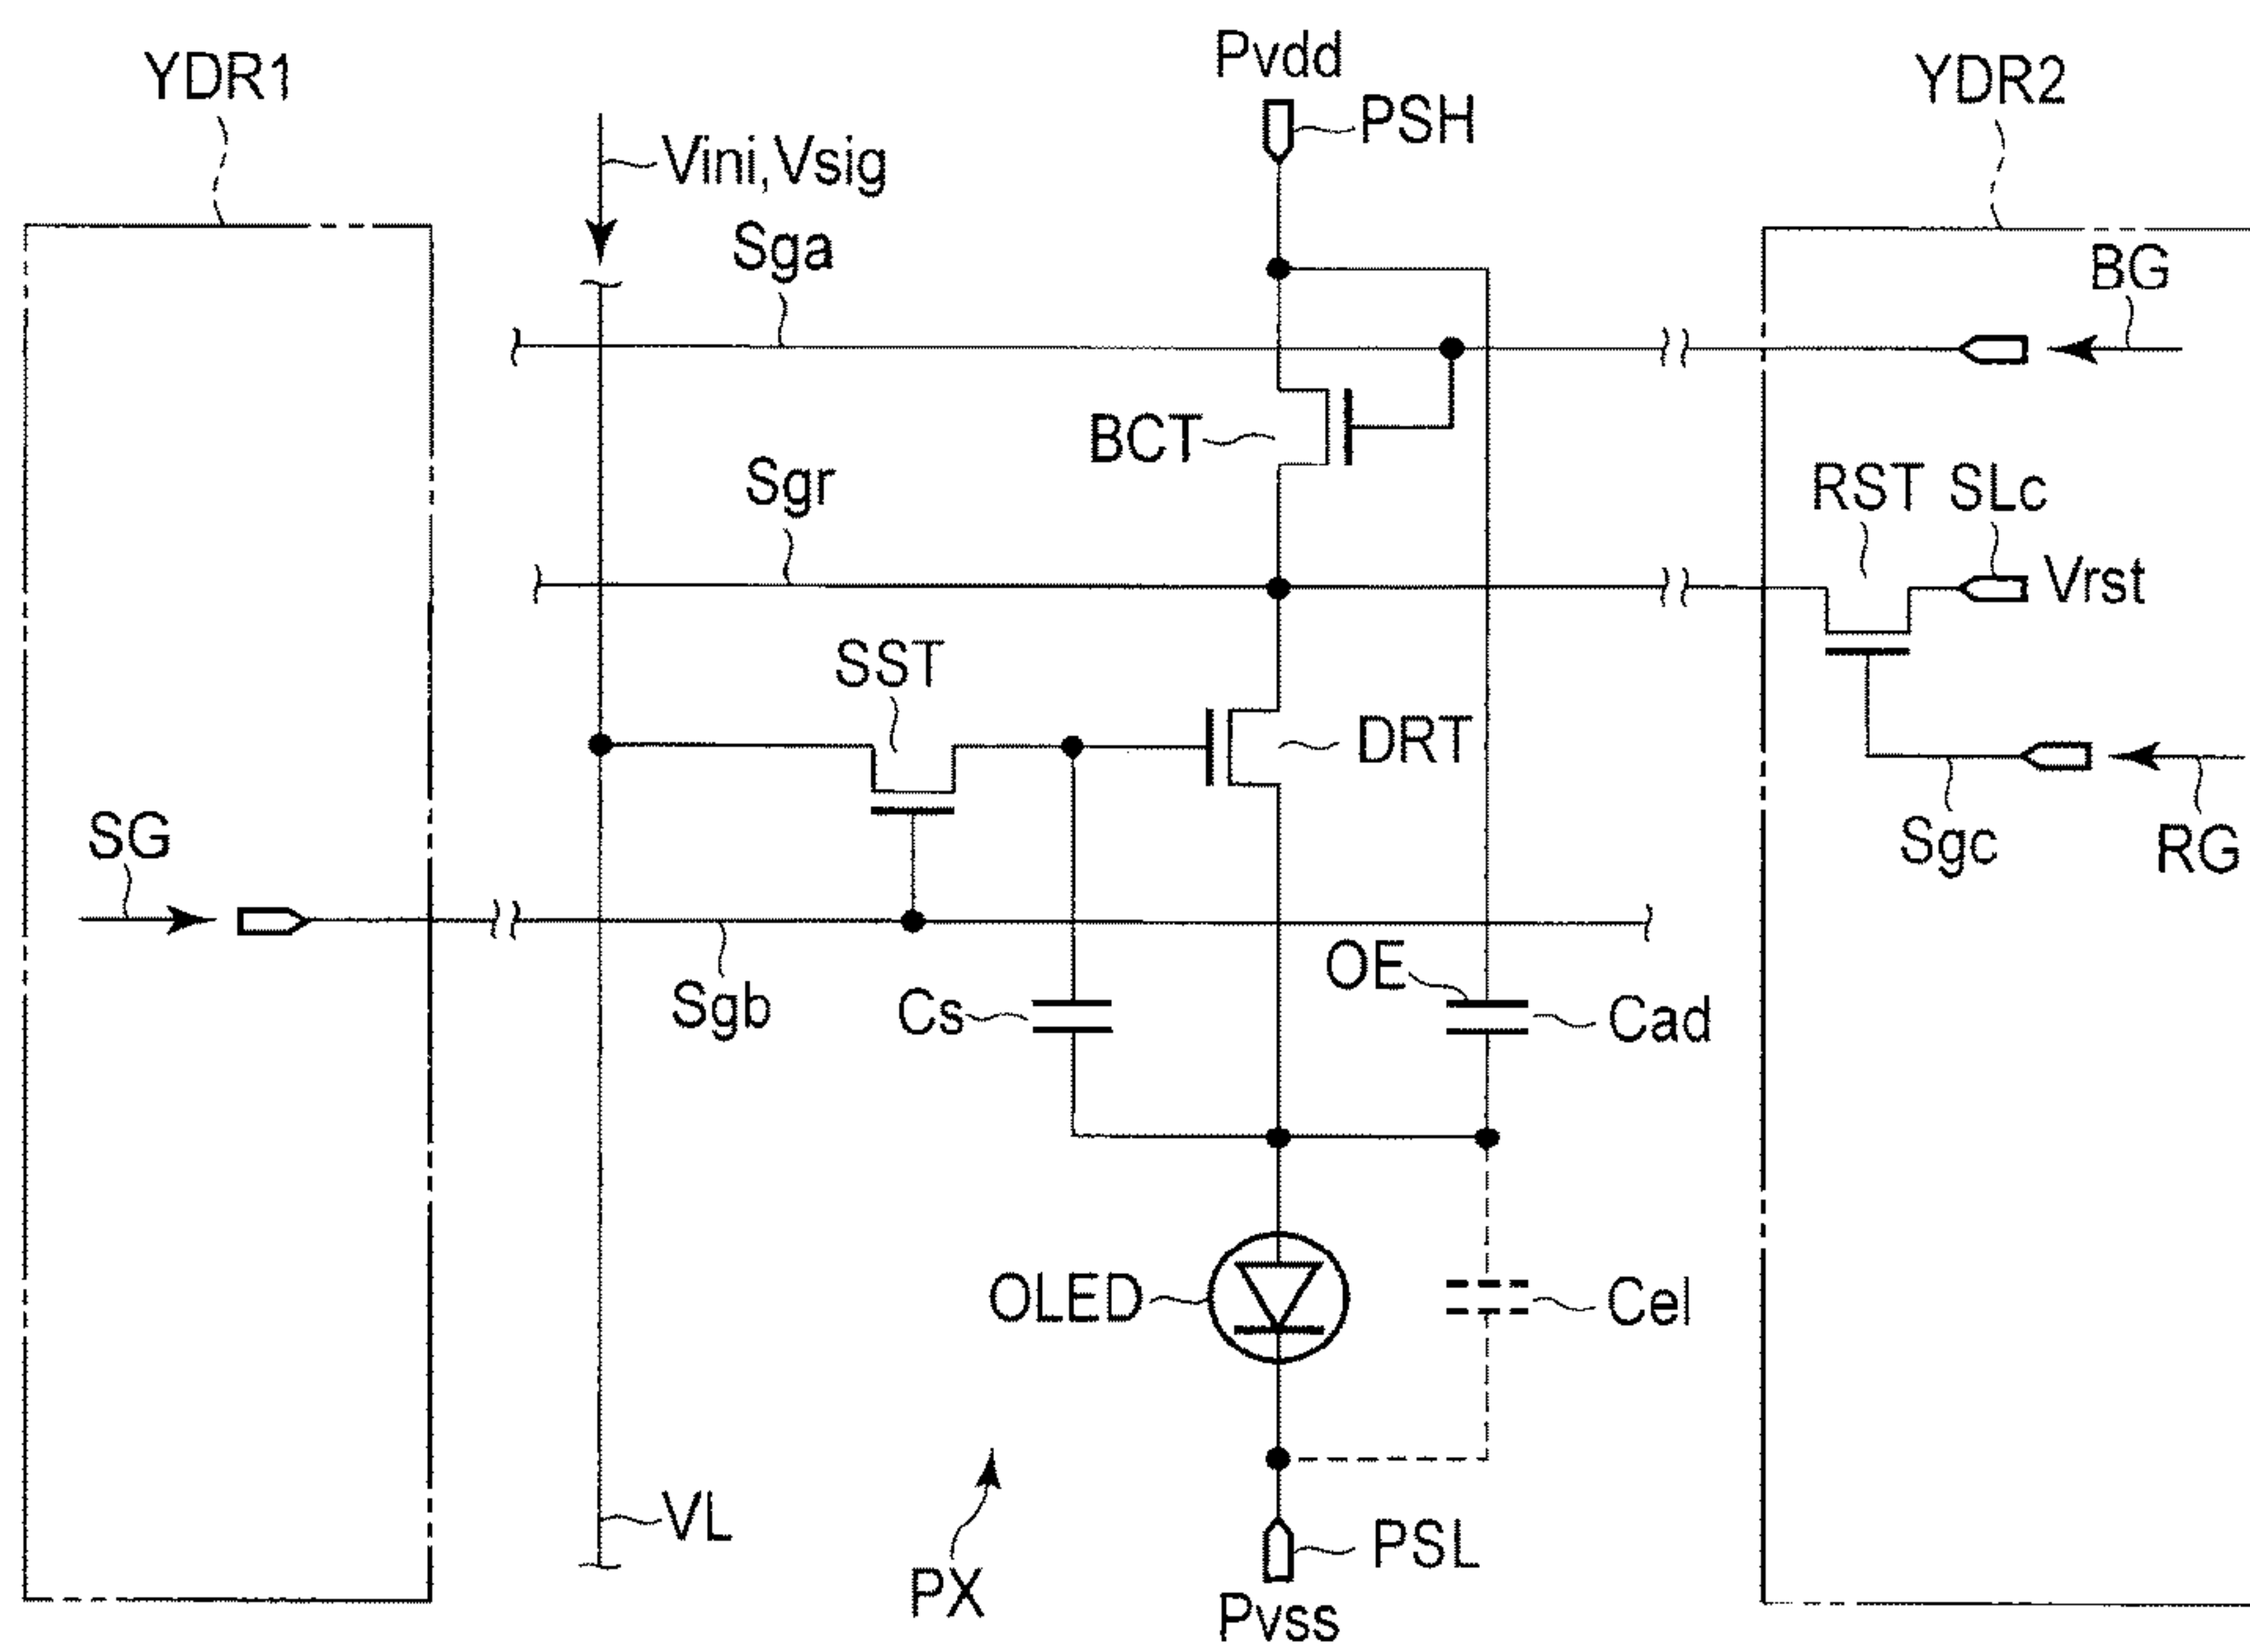 Pvdd
YDR1
YDR2
PSH
Vini,Vsig
Sga
BG
BCT
Sgr
RST
SLc
Vrst
SST
DRT
SG
Sgc
RG
OE
Sgb
Cs
Cad
OLED
Cel
VL
PSL
PX
Pvss